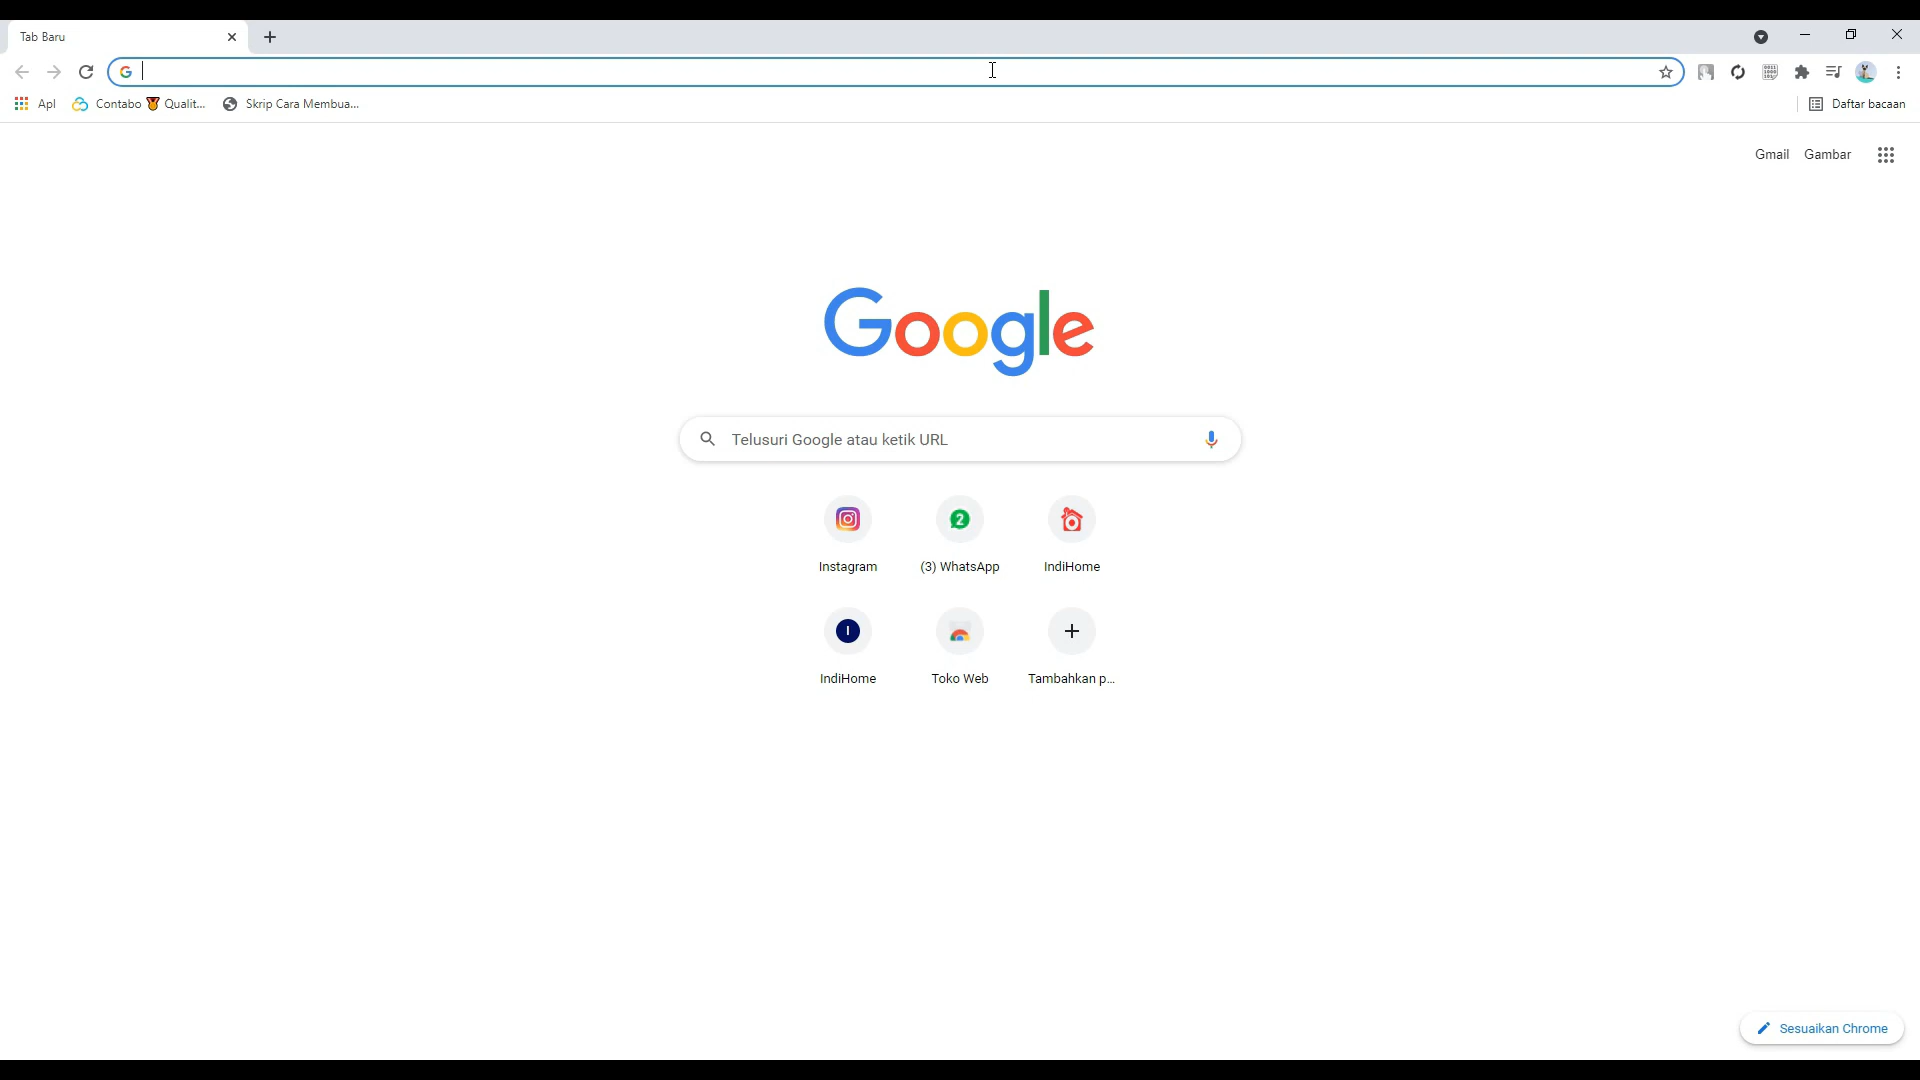 Tab Baru
Apl Contabo Qualit... Skrip Cara Membua... Daftar bacaan
Gmail Gambar
Google
Telusuri Google atau ketik URL
2
Instagram (3) WhatsApp IndiHome
I
IndiHome Toko Web Tambahkan p...
Sesuaikan Chrome